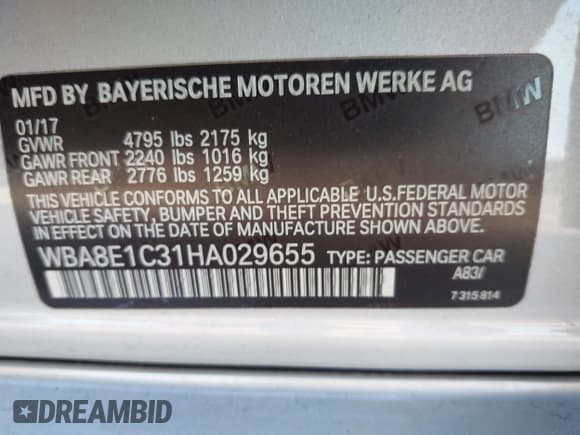 MFD BY BAYERISCHE MOTOREN WERKE AG
01/17
GVWR 4795 lbs 2175 kg
GAWR FRONT 2240 lbs 1016 kg
GAWR REAR 2776 lbs 1259 kg
THIS VEHICLE CONFORMS TO ALL APPLICABLE U.S.FEDERAL MOTOR
VEHICLE SAFETY, BUMPER AND THEFT PREVENTION STANDARDS
IN EFFECT ON THE DATE OF MANUFACTURE SHOWN ABOVE.
WBA8E1C31HA029655 TYPE: PASSENGER CAR
A83/
7315814
DREAMBID